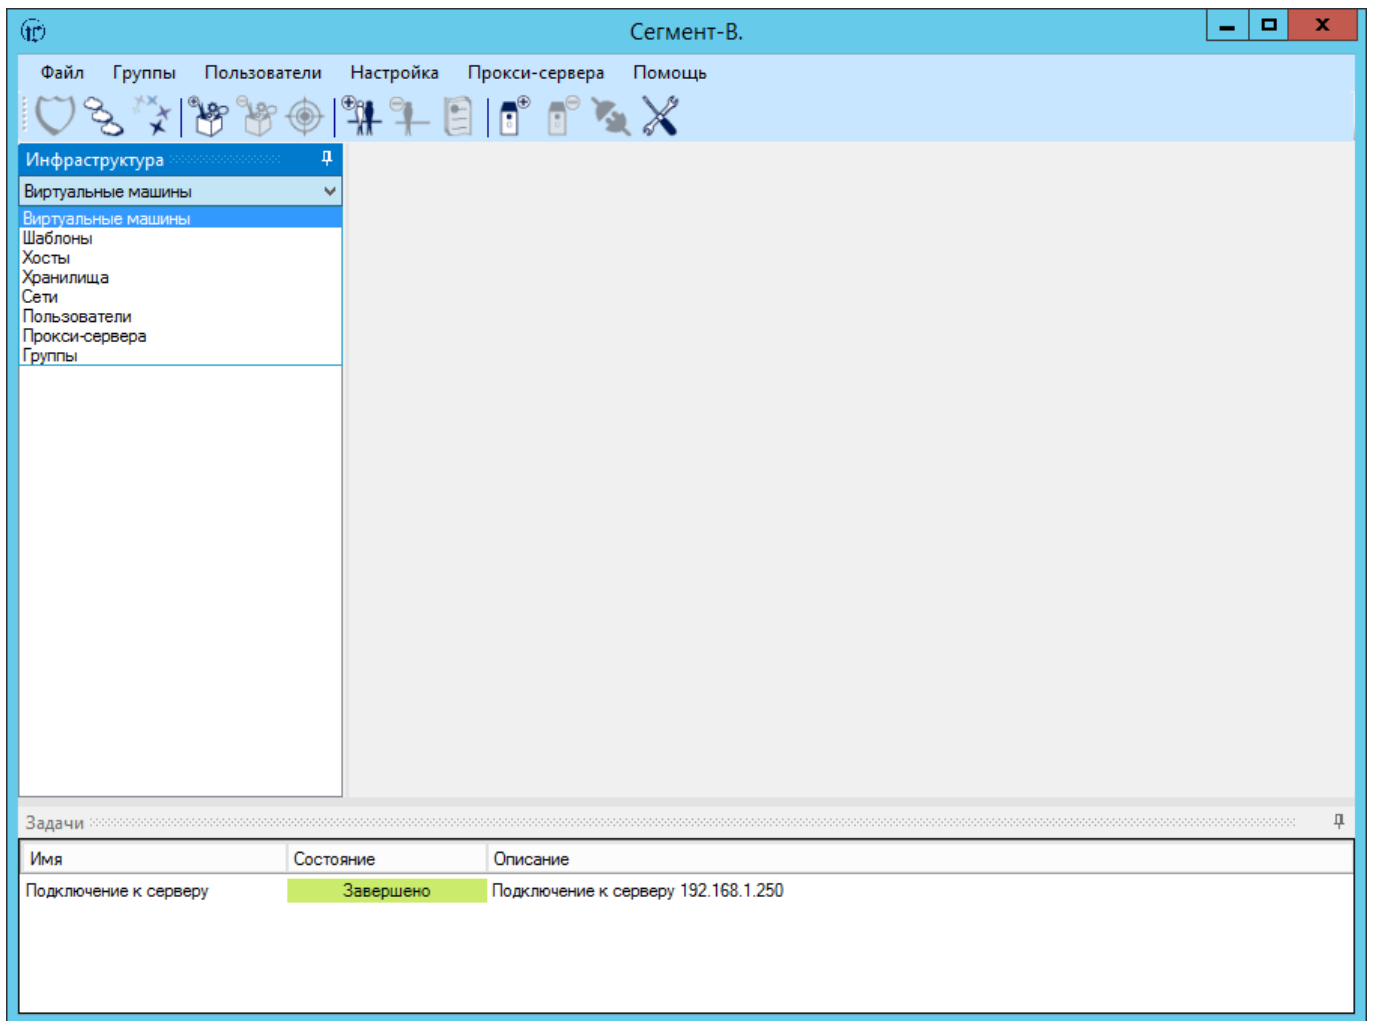 Сегмент-В.
Файл Группы Пользователи Настройка Прокси-сервера Помощь
Инфраструктура
Виртуальные машины
Виртуальные машины
Шаблоны
Хосты
Хранилища
Сети
Пользователи
Прокси-сервера
Группы
Задачи
Имя Состояние Описание
Подключение к серверу Завершено Подключение к серверу 192.168.1.250